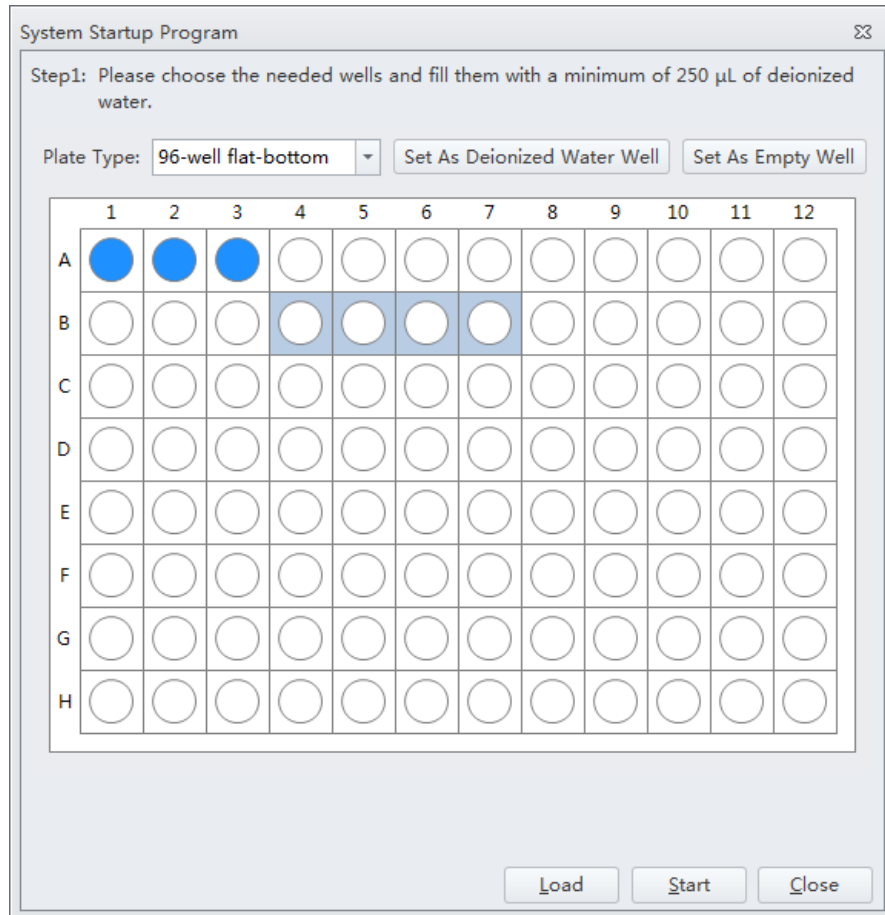 System Startup Program
Step1: Please choose the needed wells and fill them with a minimum of 250 μL of deionized
water.
Plate Type: 96-well flat-bottom Set As Deionized Water Well Set As Empty Well
1 2 3 4 5 6 7 8 9 10 11 12
A
B
C
D
E
F
G
H
Load Start Close